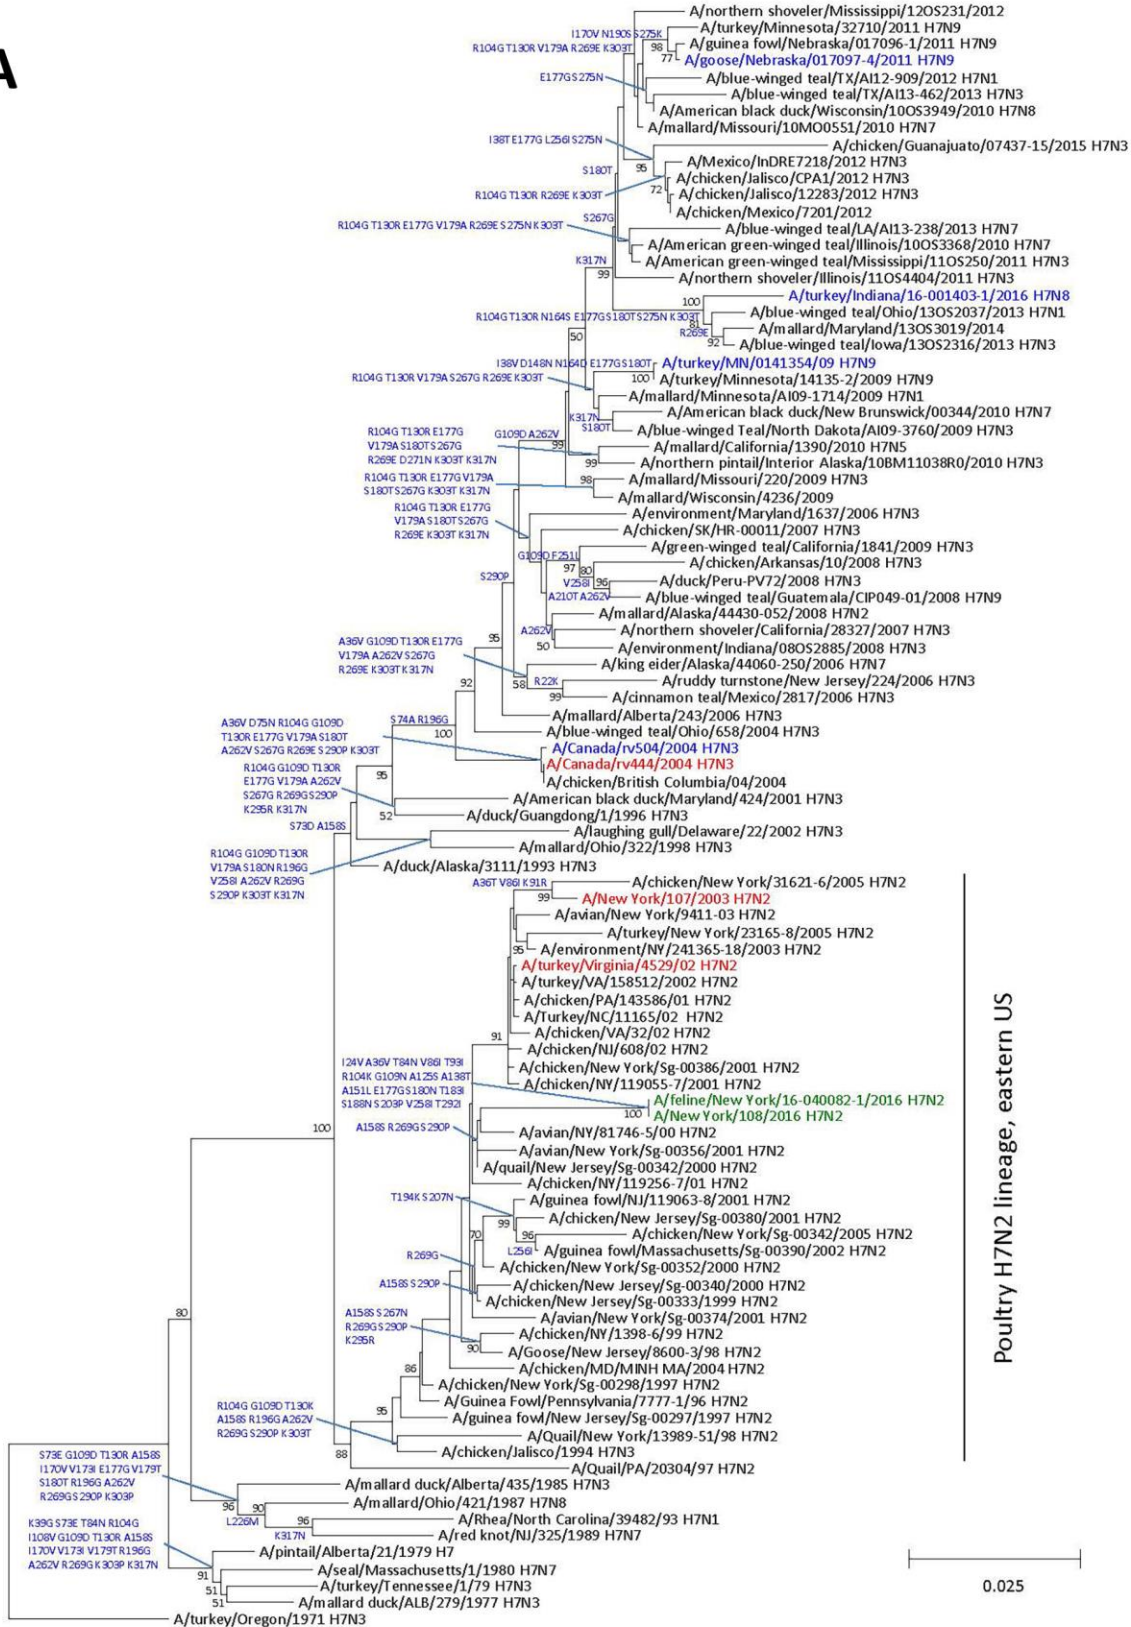 A
A/northern shoveler/Mississippi/12OS231/2012
I170V N190S S275K
A/turkey/Minnesota/32710/2011 H7N9
R104G T130R V179A R269E K303T
98
A/guinea fowl/Nebraska/017096-1/2011 H7N9
77
A/goose/Nebraska/017097-4/2011 H7N9
E177G S275N
A/blue-winged teal/TX/AI12-909/2012 H7N1
A/blue-winged teal/TX/AI13-462/2013 H7N3
A/American black duck/Wisconsin/10OS3949/2010 H7N8
A/mallard/Missouri/10MO0551/2010 H7N7
I38T E177G L256I S275N
A/chicken/Guanajuato/07437-15/2015 H7N3
95
A/Mexico/InDRE7218/2012 H7N3
S180T
A/chicken/Jalisco/CPA1/2012 H7N3
72
R104G T130R R269E K303T
A/chicken/Jalisco/12283/2012 H7N3
A/chicken/Mexico/7201/2012
S267G
R104G T130R E177G V179A R269E S275N K303T
A/blue-winged teal/LA/AI13-238/2013 H7N7
A/American green-winged teal/Illinois/10OS3368/2010 H7N7
K317N
A/American green-winged teal/Mississippi/11OS250/2011 H7N3
99
A/northern shoveler/Illinois/11OS4404/2011 H7N3
100
A/turkey/Indiana/16-001403-1/2016 H7N8
R104G T130R N164S E177G S180T S275N K303T
A/blue-winged teal/Ohio/13OS2037/2013 H7N1
81
R269E
A/mallard/Maryland/13OS3019/2014
50
92
A/blue-winged teal/Iowa/13OS2316/2013 H7N3
I38V D148N N164D E177G S180T
A/turkey/MN/0141354/09 H7N9
R104G T130R V179A S267G R269E K303T
100
A/turkey/Minnesota/14135-2/2009 H7N9
A/mallard/Minnesota/AI09-1714/2009 H7N1
K317N
A/American black duck/New Brunswick/00344/2010 H7N7
S180T
A/blue-winged Teal/North Dakota/AI09-3760/2009 H7N3
R104G T130R E177G
V179A S180T S267G
R269E D271N K303T K317N
G109D A262V
99
A/mallard/California/1390/2010 H7N5
99
A/northern pintail/Interior Alaska/10BM11038R0/2010 H7N3
R104G T130R E177G V179A
S180T S267G K303T K317N
98
A/mallard/Missouri/220/2009 H7N3
A/mallard/Wisconsin/4236/2009
R104G T130R E177G
V179A S180T S267G
R269E K303T K317N
A/environment/Maryland/1637/2006 H7N3
A/chicken/SK/HR-00011/2007 H7N3
G109D F251L
A/green-winged teal/California/1841/2009 H7N3
97
80
A/chicken/Arkansas/10/2008 H7N3
S290P
V258I
96
A/duck/Peru-PV72/2008 H7N3
A210T A262V
A/blue-winged teal/Guatemala/CIP049-01/2008 H7N9
A/mallard/Alaska/44430-052/2008 H7N2
A262V
A/northern shoveler/California/28327/2007 H7N3
50
A/environment/Indiana/08OS2885/2008 H7N3
95
A36V G109D T130R E177G
V179A A262V S267G
R269E K303T K317N
A/king eider/Alaska/44060-250/2006 H7N7
58
R22K
A/ruddy turnstone/New Jersey/224/2006 H7N3
99
A/cinnamon teal/Mexico/2817/2006 H7N3
92
A/mallard/Alberta/243/2006 H7N3
S74A R196G
100
A/blue-winged teal/Ohio/658/2004 H7N3
A36V D75N R104G G109D
T130R E177G V179A S180T
A262V S267G R269E S290P K303T
A/Canada/rv504/2004 H7N3
A/Canada/rv444/2004 H7N3
A/chicken/British Columbia/04/2004
R104G G109D T130R
E177G V179A A262V
S267G R269G S290P
K295R K317N
95
A/American black duck/Maryland/424/2001 H7N3
52
A/duck/Guangdong/1/1996 H7N3
S73D A158S
A/laughing gull/Delaware/22/2002 H7N3
A/mallard/Ohio/322/1998 H7N3
R104G G109D T130R
V179A S180N R196G
V258I A262V R269G
S290P K303T K317N
A/duck/Alaska/3111/1993 H7N3
A36T V86I K91R
A/chicken/New York/31621-6/2005 H7N2
99
A/New York/107/2003 H7N2
A/avian/New York/9411-03 H7N2
A/turkey/New York/23165-8/2005 H7N2
95
A/environment/NY/241365-18/2003 H7N2
A/turkey/Virginia/4529/02 H7N2
A/turkey/VA/158512/2002 H7N2
A/chicken/PA/143586/01 H7N2
A/Turkey/NC/11165/02 H7N2
A/chicken/VA/32/02 H7N2
91
A/chicken/NJ/608/02 H7N2
A/chicken/New York/Sg-00386/2001 H7N2
A/chicken/NY/119055-7/2001 H7N2
I24V A36V T84N V86I T93I
R104K G109N A125S A138T
A151L E177G S180N T183I
S188N S203P V258I T292I
A/feline/New York/16-040082-1/2016 H7N2
100
A/New York/108/2016 H7N2
A158S R269G S290P
A/avian/NY/81746-5/00 H7N2
A/avian/New York/Sg-00356/2001 H7N2
A/quail/New Jersey/Sg-00342/2000 H7N2
A/chicken/NY/119256-7/01 H7N2
100
T194K S207N
A/guinea fowl/NJ/119063-8/2001 H7N2
99
A/chicken/New Jersey/Sg-00380/2001 H7N2
70
96
A/chicken/New York/Sg-00342/2005 H7N2
L256I
A/guinea fowl/Massachusetts/Sg-00390/2002 H7N2
R269G
A/chicken/New York/Sg-00352/2000 H7N2
A158S S290P
A/chicken/New Jersey/Sg-00340/2000 H7N2
A/chicken/New Jersey/Sg-00333/1999 H7N2
A/avian/New York/Sg-00374/2001 H7N2
A158S S267N
R269G S290P
K295R
A/chicken/NY/1398-6/99 H7N2
90
A/Goose/New Jersey/8600-3/98 H7N2
A/chicken/MD/MINH MA/2004 H7N2
86
A/chicken/New York/Sg-00298/1997 H7N2
A/Guinea Fowl/Pennsylvania/7777-1/96 H7N2
95
A/guinea fowl/New Jersey/Sg-00297/1997 H7N2
R104G G109D T130K
A158S R196G A262V
R269G S290P K303T
A/Quail/New York/13989-51/98 H7N2
A/chicken/Jalisco/1994 H7N3
88
A/Quail/PA/20304/97 H7N2
Poultry H7N2 lineage, eastern US
80
S73E G109D T130R A158S
I170V V173I E177G V179T
S180T R196G A262V
R269G S290P K303P
A/mallard duck/Alberta/435/1985 H7N3
96
90
A/mallard/Ohio/421/1987 H7N8
L226M
96
A/Rhea/North Carolina/39482/93 H7N1
K317N
A/red knot/NJ/325/1989 H7N7
K39G S73E T84N R104G
I108V G109D T130R A158S
I170V V173I V179T R196G
A262V R269G K303P K317N
A/pintail/Alberta/21/1979 H7
91
A/seal/Massachusetts/1/1980 H7N7
51
A/turkey/Tennessee/1/79 H7N3
51
A/mallard duck/ALB/279/1977 H7N3
A/turkey/Oregon/1971 H7N3
0.025